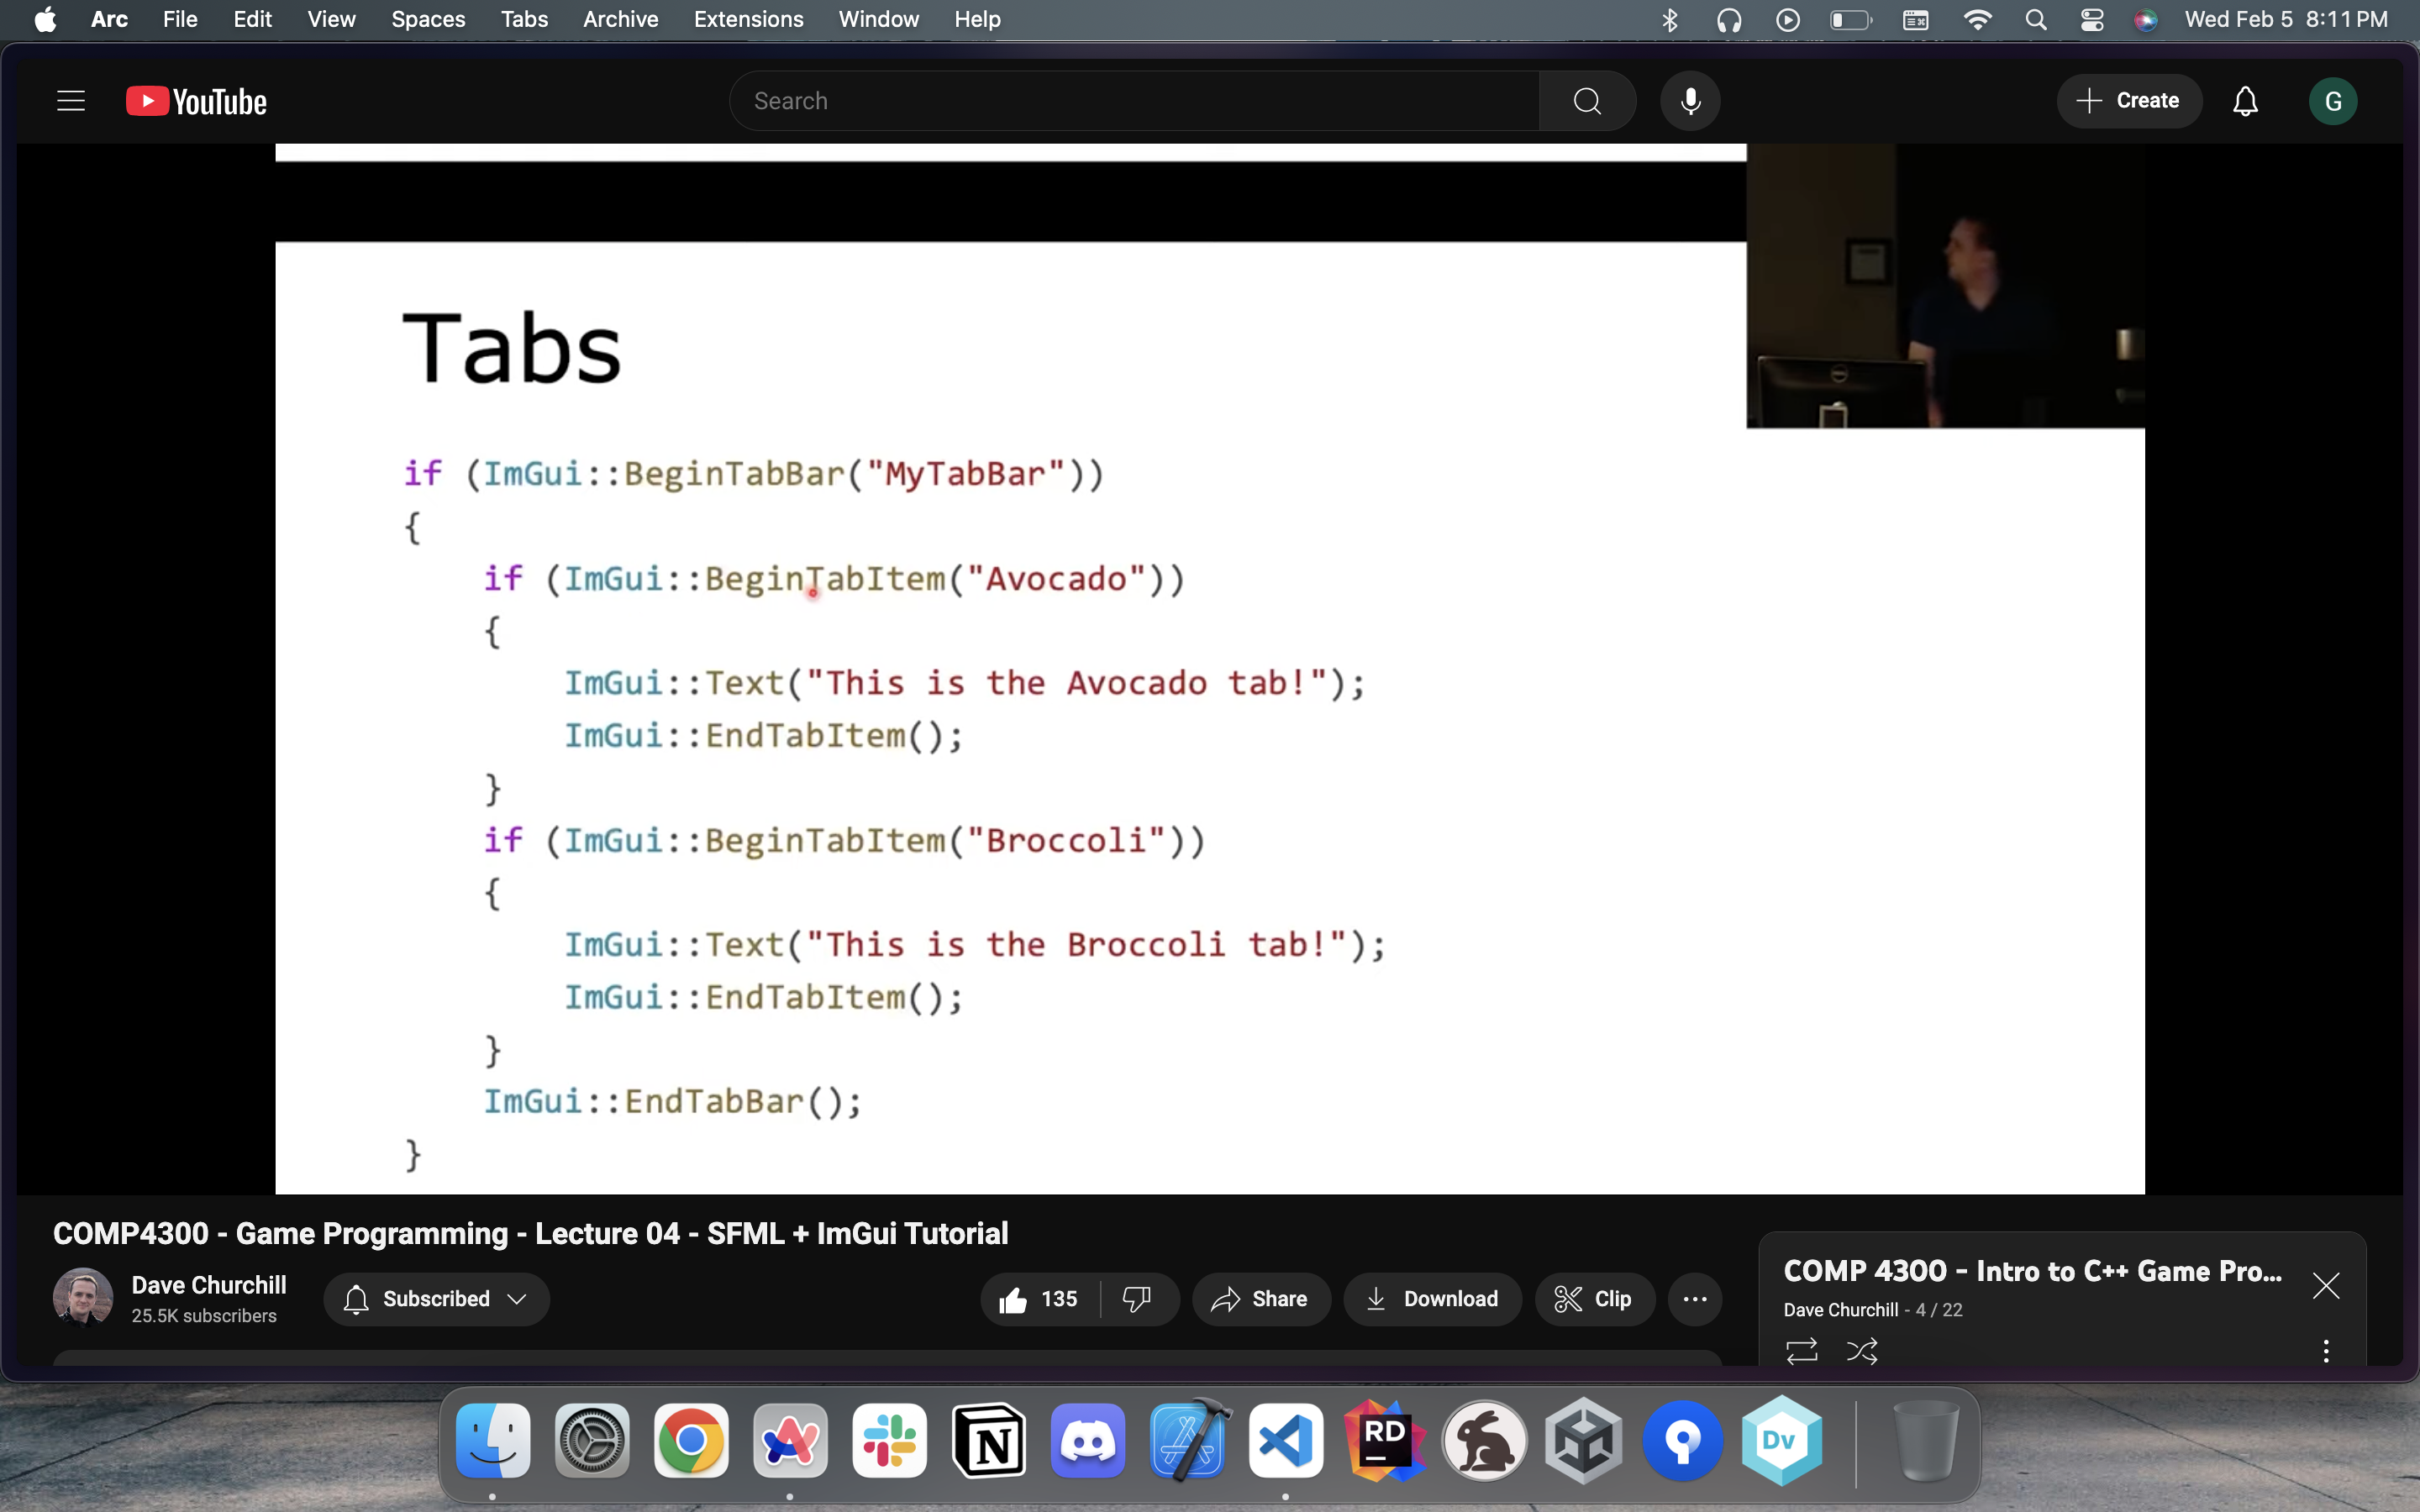 Arc File Edit View Spaces Tabs Archive Extensions Window Help Wed Feb 5 8:11 PM
YouTube Search Create G
Tabs
if (ImGui::BeginTabBar("MyTabBar"))
{
if (ImGui::BeginTabItem("Avocado"))
{
ImGui::Text("This is the Avocado tab!");
ImGui::EndTabItem();
}
if (ImGui::BeginTabItem("Broccoli"))
{
ImGui::Text("This is the Broccoli tab!");
ImGui::EndTabItem();
}
ImGui::EndTabBar();
}
COMP4300 - Game Programming - Lecture 04 - SFML + ImGui Tutorial
Dave Churchill
25.5K subscribers
Subscribed
135 Share Download Clip
COMP 4300 - Intro to C++ Game Pro...
Dave Churchill - 4 / 22
N RD Dv